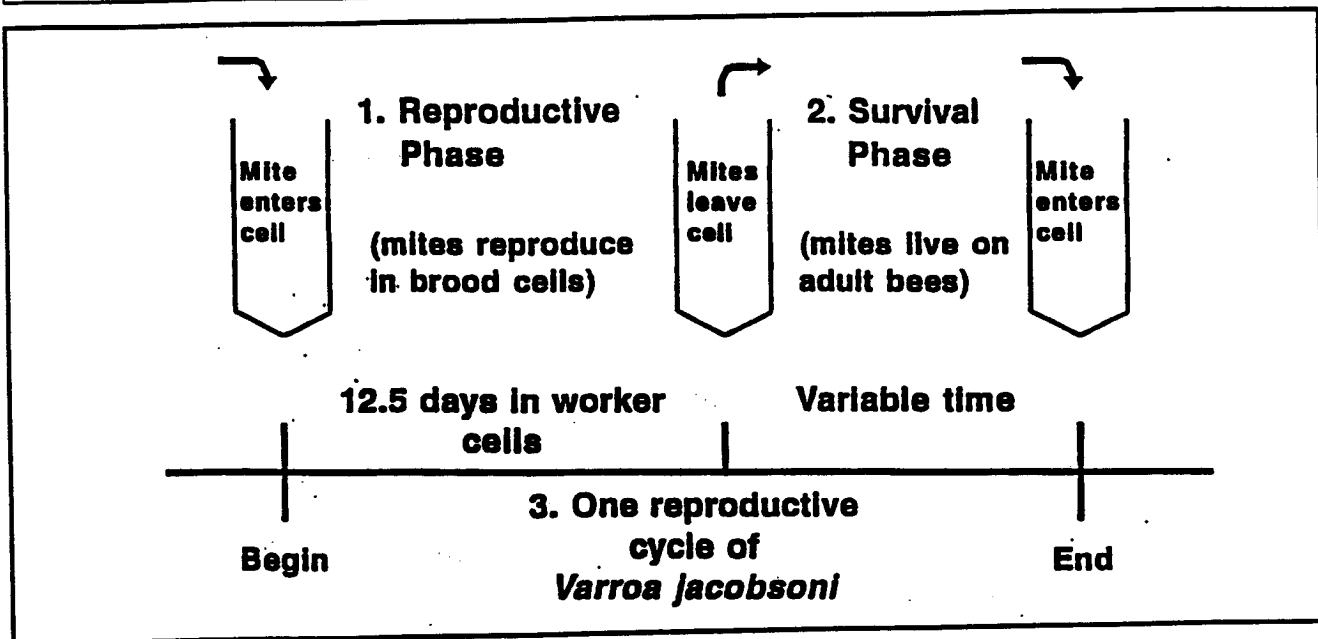 1. Reproductive
Phase
2. Survival
Phase
Mite
enters
cell
(mites reproduce
in brood cells)
Mites
leave
cell
(mites live on
adult bees)
Mite
enters
cell
12.5 days in worker
cells
Variable time
3. One reproductive
cycle of
Varroa jacobsoni
Begin
End